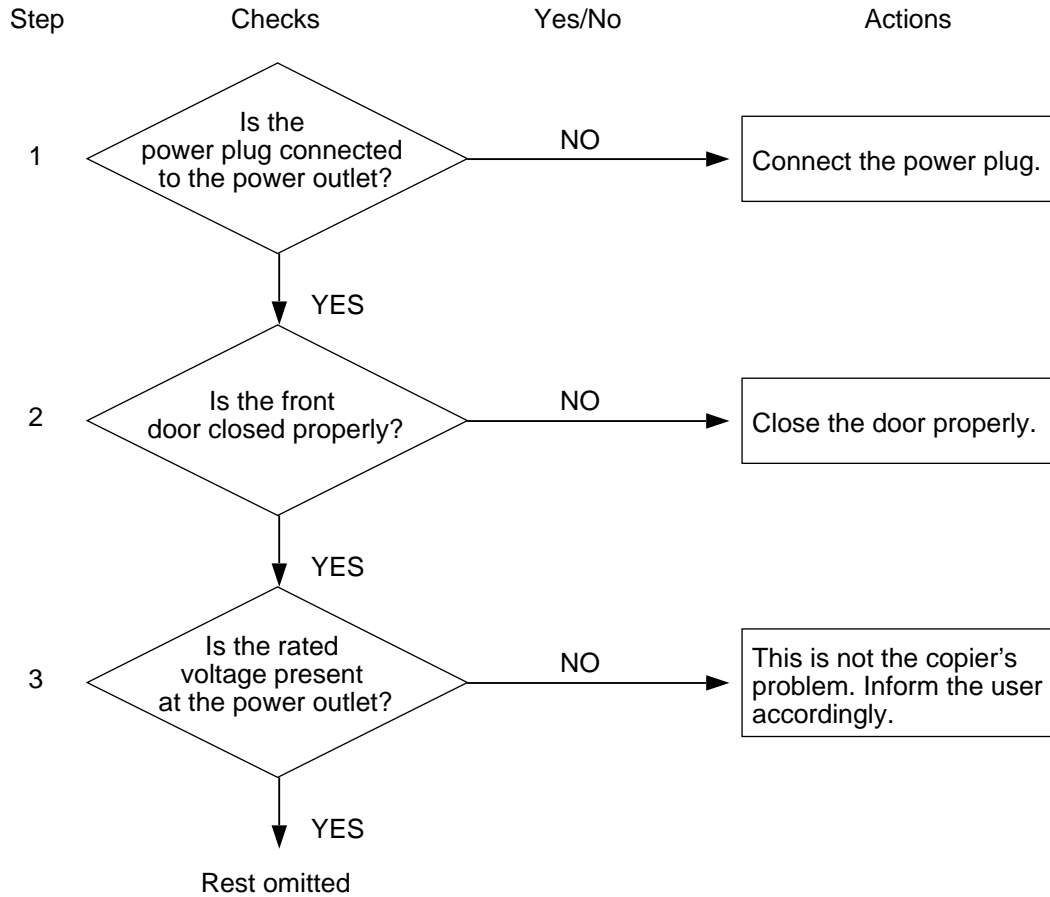 Step Checks Yes/No Actions
1
Is the
power plug connected
to the power outlet?
NO
Connect the power plug.
YES
2
Is the front
door closed properly?
NO
Close the door properly.
YES
3
Is the rated
voltage present
at the power outlet?
NO
This is not the copier’s
problem. Inform the user
accordingly.
YES
Rest omitted